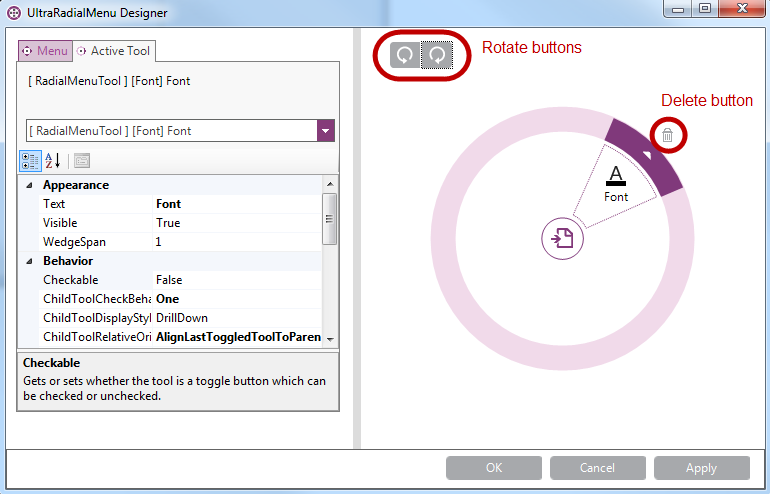 UltraRadialMenu Designer
Menu
Active Tool
[ RadialMenuTool ] [Font] Font
[ RadialMenuTool ] [Font] Font
A
Z
Appearance
Text Font
Visible True
WedgeSpan 1
Behavior
Checkable False
ChildToolCheckBeha One
ChildToolDisplayStyl DrillDown
ChildToolRelativeOri AlignLastToggledToolToParen
Checkable
Gets or sets whether the tool is a toggle button which can
be checked or unchecked.
Rotate buttons
Delete button
A
Font
OK
Cancel
Apply